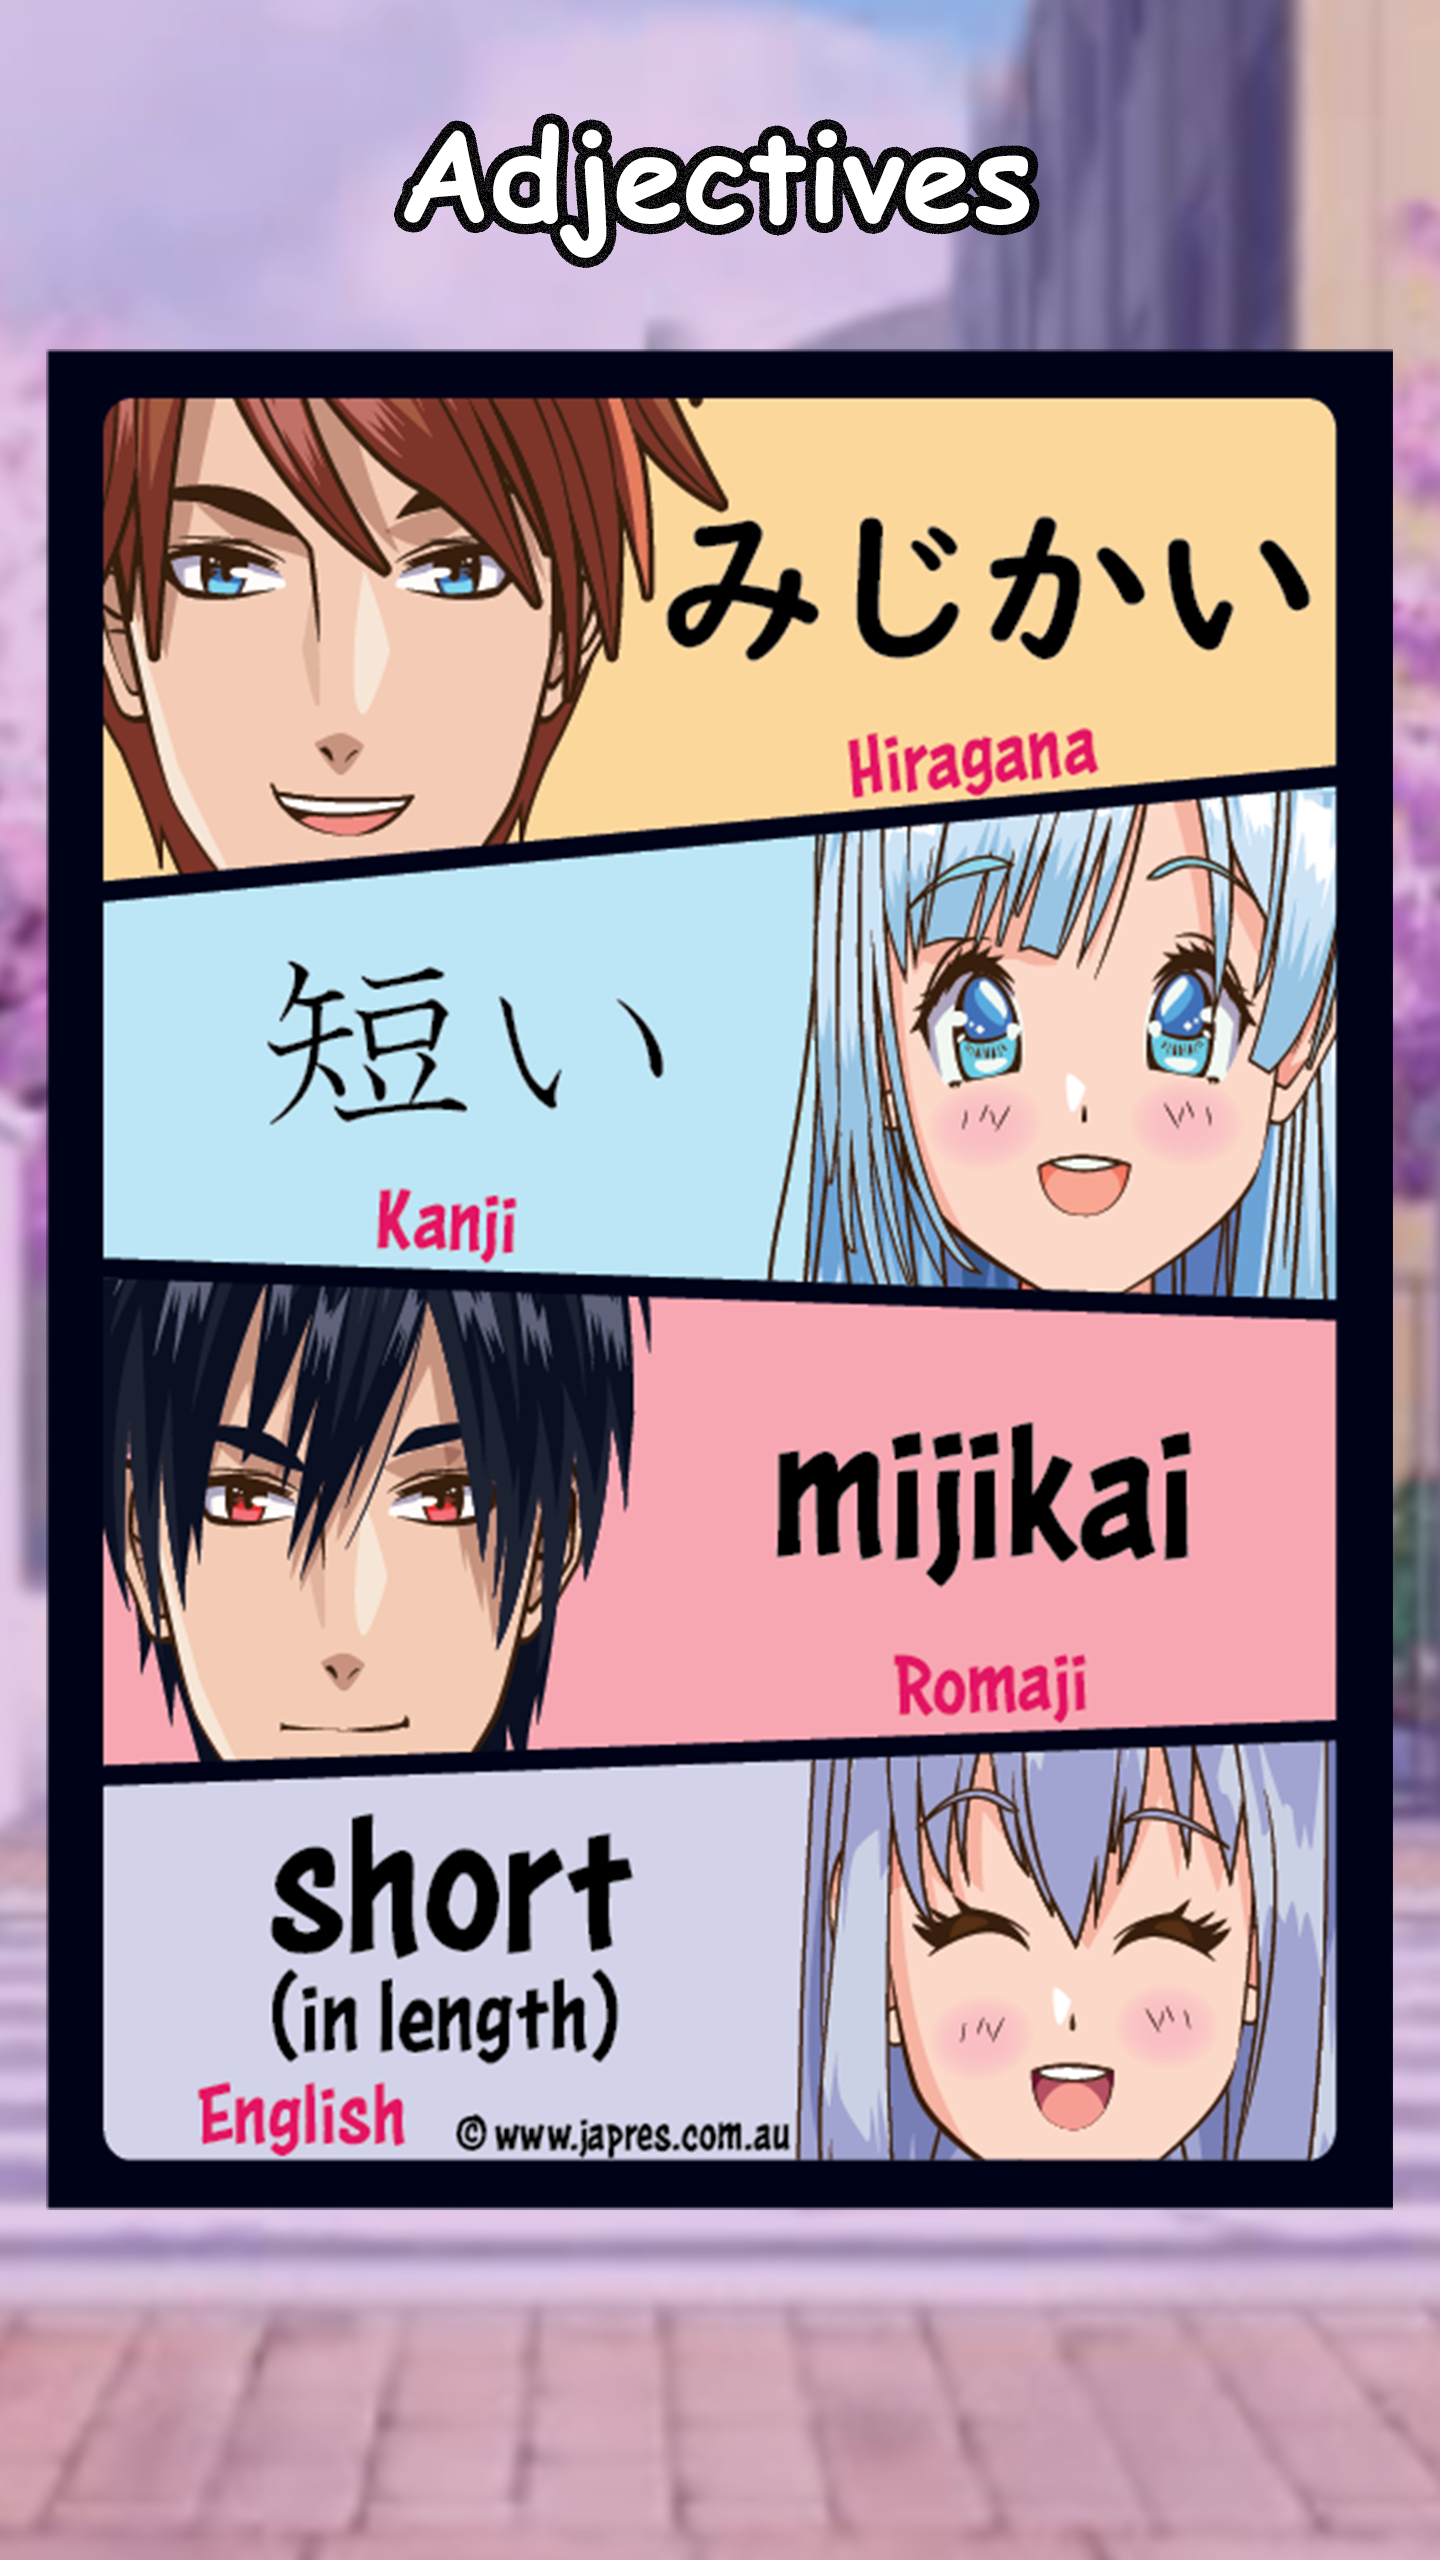 Adjectives
みじかい
Hiragana
短い
Kanji
mijikai
Romaji
short
(in length)
English
© www.japres.com.au